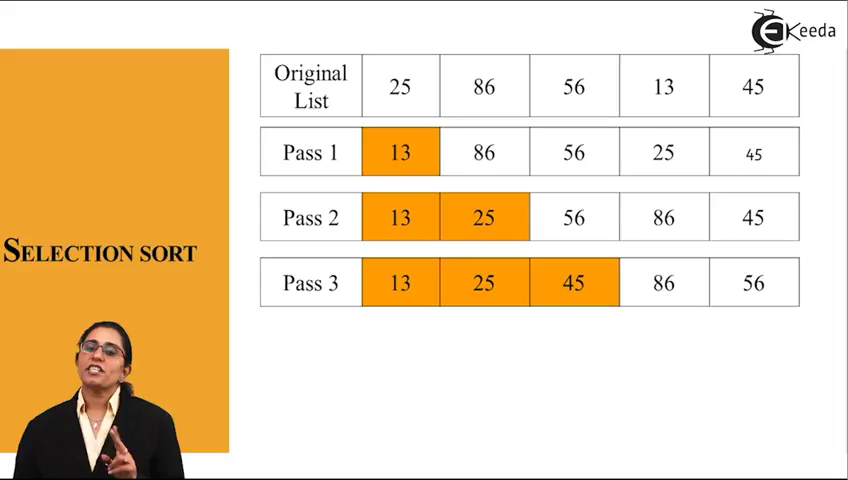 Keeda
Original List 25 86 56 13 45
Pass 1 13 86 56 25 45
Pass 2 13 25 56 86 45
SELECTION SORT
Pass 3 13 25 45 86 56